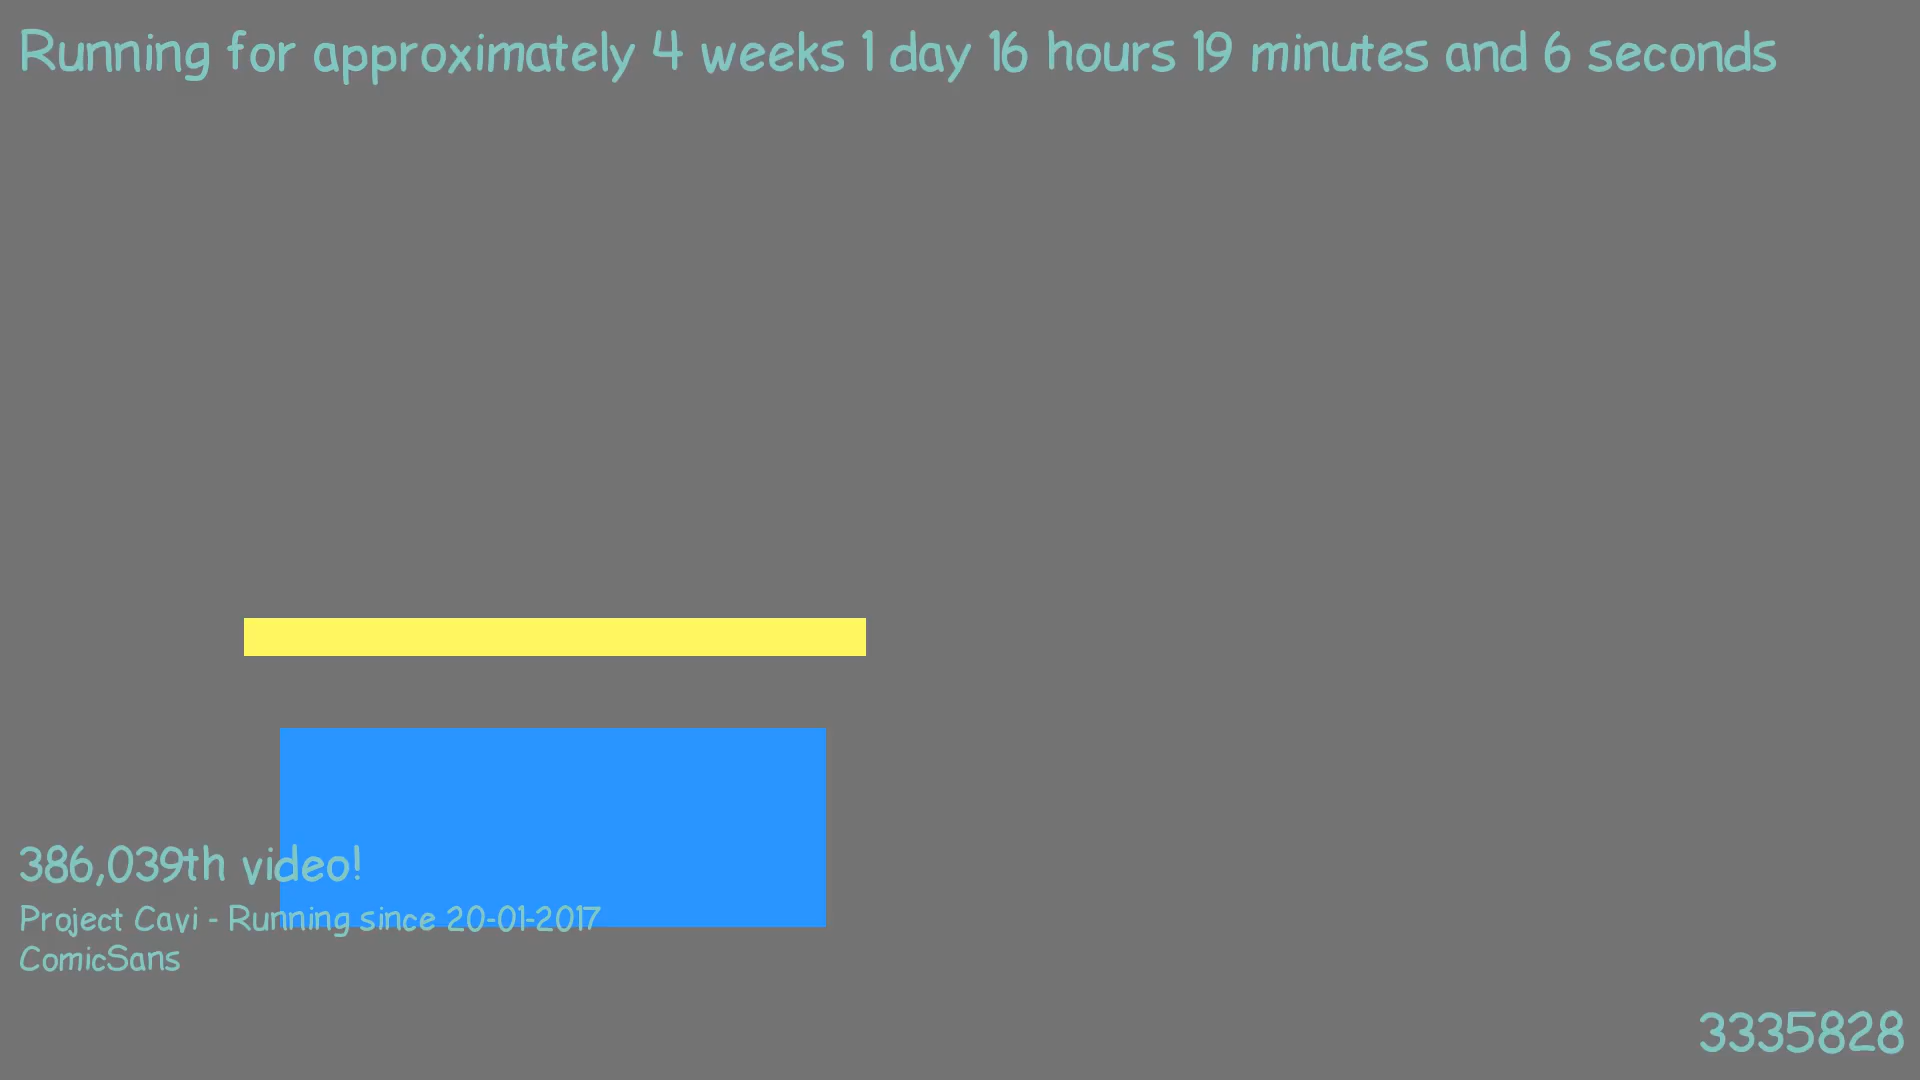 Running for approximately 4 weeks 1 day 16 hours 19 minutes and 6 seconds
386,039th video!
Project Cavi - Running since 20-01-2017
ComicSans
3335828